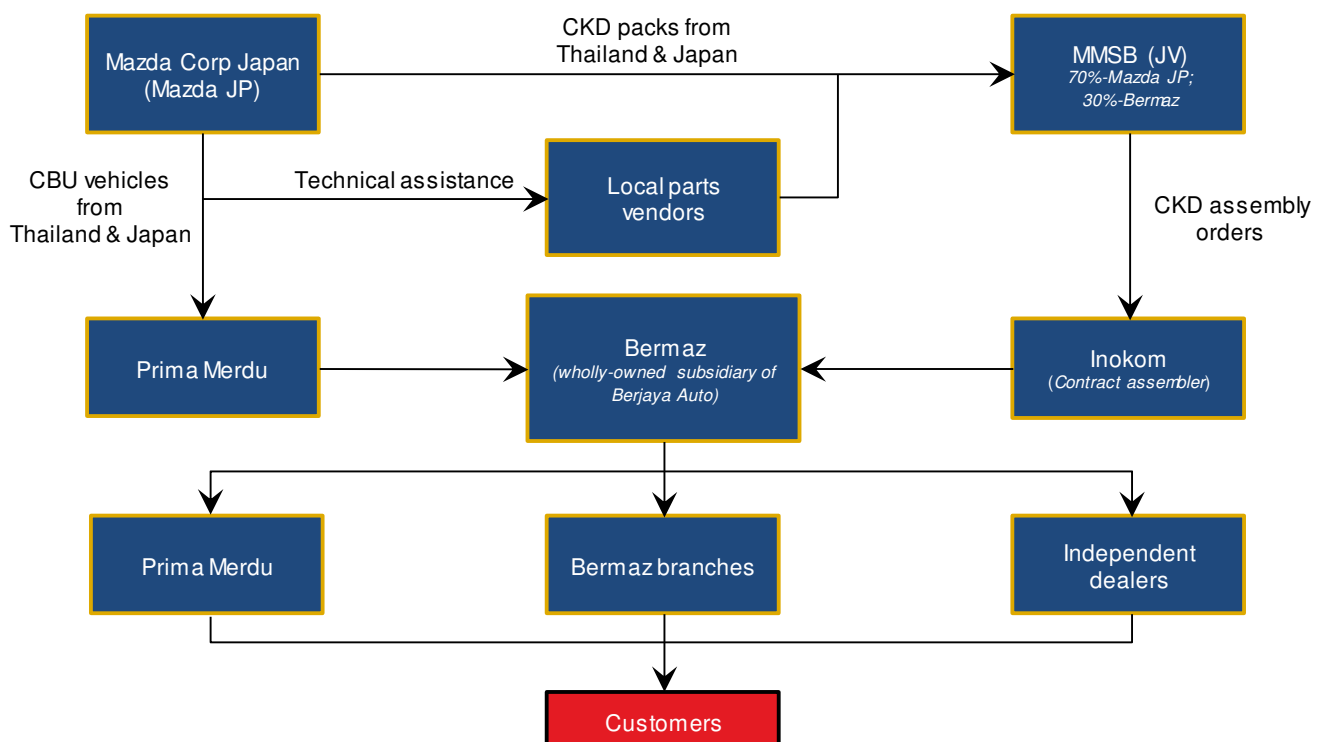 CKD packs from
Thailand & Japan
Mazda Corp Japan
(Mazda JP)
MMSB (JV)
70%-Mazda JP;
30%-Bermaz
CBU vehicles
from
Thailand & Japan
Technical assistance
Local parts
vendors
CKD assembly
orders
Prima Merdu
Bermaz
(wholly-owned subsidiary of
Berjaya Auto)
Inokom
(Contract assembler)
Prima Merdu
Bermaz branches
Independent
dealers
Customers